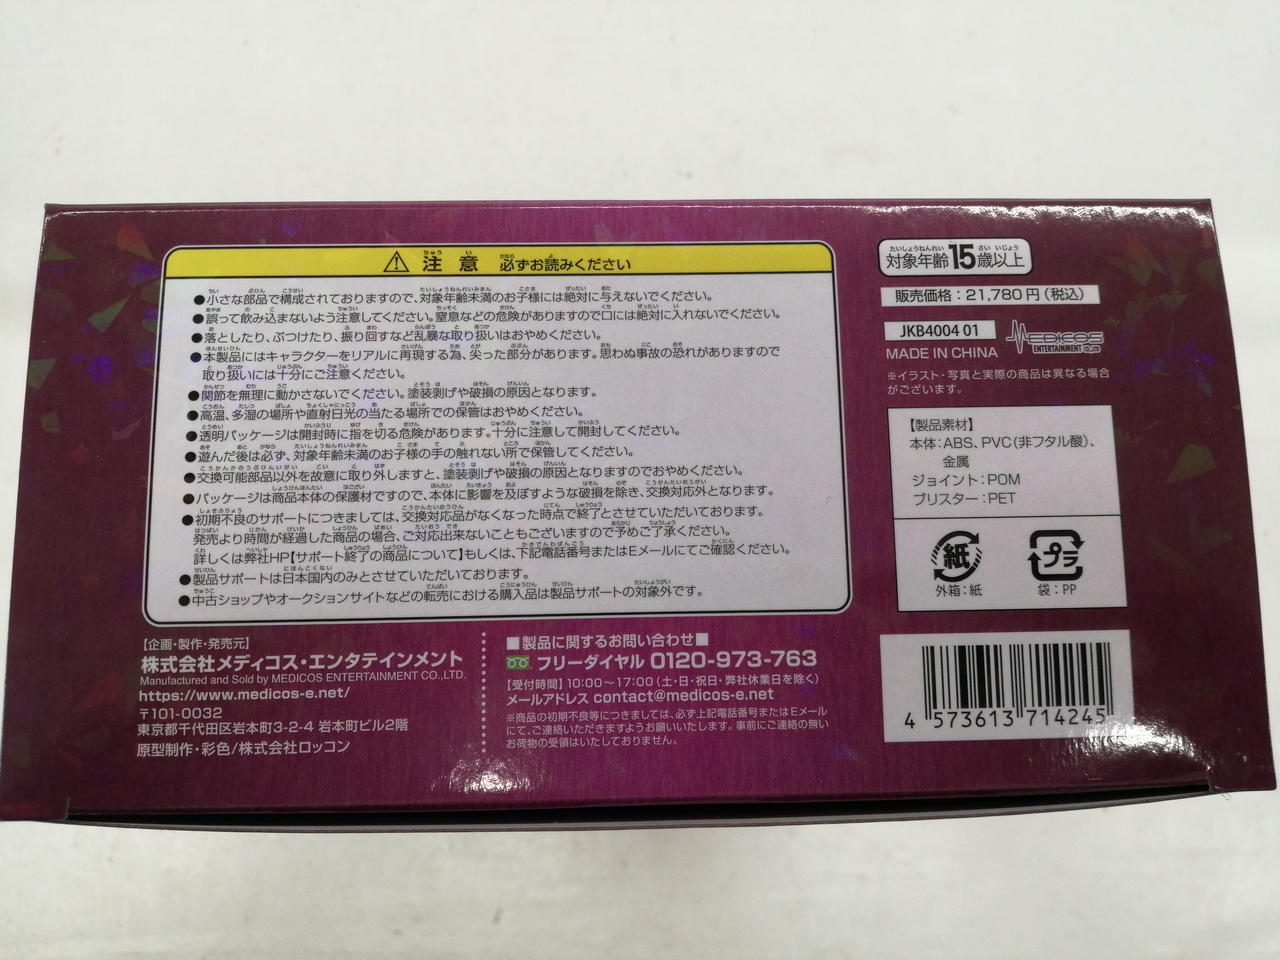 注意 必ずお読みください
●小さな部品で構成されておりますので、対象年齢未満のお子様には絶対に与えないでください。
●誤って飲み込まないよう注意してください。窒息などの危険がありますので口には絶対に入れないでください。
●落としたり、ぶつけたり、振り回すなど乱暴な取り扱いはおやめください。
●本製品にはキャラクターをリアルに再現する為、尖った部分があります。思わぬ事故の恐れがありますので
取り扱いには十分にご注意ください。
●関節を無理に動かさないでください。塗装剥げや破損の原因となります。
●高温、多湿の場所や直射日光の当たる場所での保管はおやめください。
●透明パッケージは開封時に指を切る危険があります。十分に注意して開封してください。
●遊んだ後は必ず、対象年齢未満のお子様の手の触れない所で保管してください。
●交換可能部品以外を故意に取り外しますと、塗装剥げや破損の原因となりますのでおやめください。
●パッケージは商品本体の保護材ですので、本体に影響を及ぼすような破損を除き、交換対応外となります。
●初期不良のサポートにつきましては、交換対応品がなくなった時点で終了とさせていただいております。
発売より時間が経過した商品の場合、ご対応出来ないこともございますので予めご了承ください。
詳しくは弊社HP【サポート終了の商品について】もしくは、下記電話番号またはEメールにてご確認ください。
●製品サポートは日本国内のみとさせていただいております。
●中古ショップやオークションサイトなどの転売における購入品は製品サポートの対象外です。
【企画・製作・発売元】
株式会社メディコス・エンタテインメント
Manufactured and Sold by MEDICOS ENTERTAINMENT CO.,LTD.
https://www.medicos-e.net/
〒101-0032
東京都千代田区岩本町3-2-4 岩本町ビル2階
原型制作・彩色/株式会社ロッコン
■製品に関するお問い合わせ■
フリーダイヤル 0120-973-763
【受付時間】10:00〜17:00(土・日・祝日・弊社休業日を除く)
メールアドレス contact@medicos-e.net
※商品の初期不良等につきましては、必ず上記電話番号またはEメール
にて、ご連絡いただきますようお願いいたします。事前にご連絡の無い
お荷物の受領はいたしておりません。
対象年齢15歳以上
販売価格：21,780円(税込)
JKB4004 01
MEDICOS
ENTERTAINMENT CO.,LTD
MADE IN CHINA
※イラスト・写真と実際の商品は異なる場合
がございます。
【製品素材】
本体：ABS、PVC(非フタル酸)、
金属
ジョイント：POM
ブリスター：PET
紙
外箱：紙
プラ
袋：PP
4 573613 714245